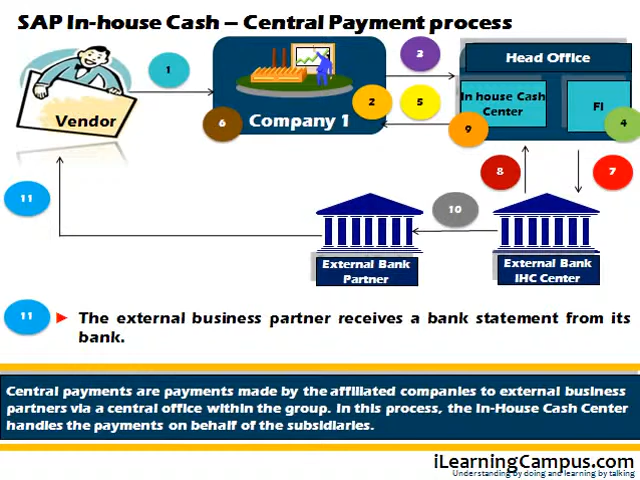 SAP In-house Cash – Central Payment process
1
3
Head Office
Vendor
Company 1
2
5
6
In house Cash
Center
FI
4
9
11
8
7
10
External Bank
Partner
External Bank
IHC Center
11
The external business partner receives a bank statement from its
bank.
Central payments are payments made by the affiliated companies to external business
partners via a central office within the group. In this process, the In-House Cash Center
handles the payments on behalf of the subsidiaries.
iLearningCampus.com
Understanding by doing and learning by talking